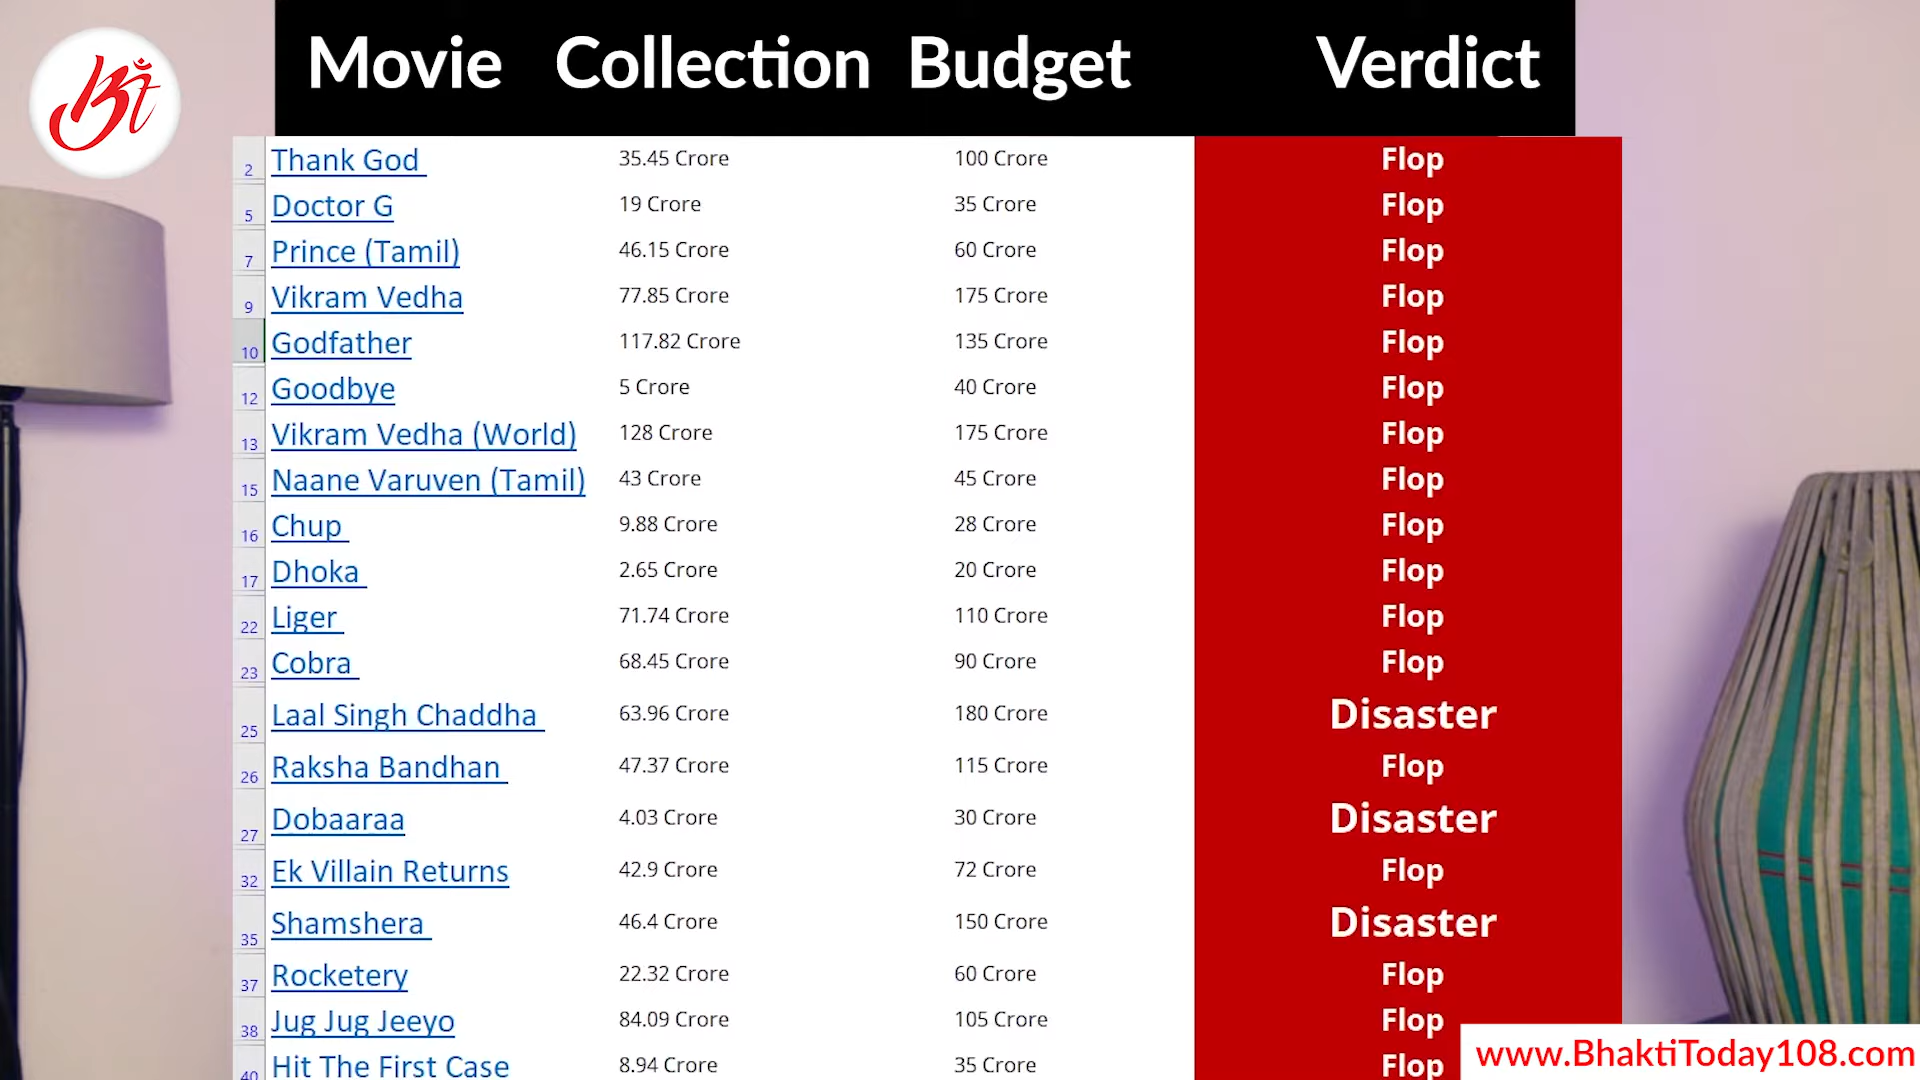 Bt
Movie Collection Budget Verdict
2 Thank God 35.45 Crore 100 Crore Flop
5 Doctor G 19 Crore 35 Crore Flop
7 Prince (Tamil) 46.15 Crore 60 Crore Flop
9 Vikram Vedha 77.85 Crore 175 Crore Flop
10 Godfather 117.82 Crore 135 Crore Flop
12 Goodbye 5 Crore 40 Crore Flop
13 Vikram Vedha (World) 128 Crore 175 Crore Flop
15 Naane Varuven (Tamil) 43 Crore 45 Crore Flop
16 Chup 9.88 Crore 28 Crore Flop
17 Dhoka 2.65 Crore 20 Crore Flop
22 Liger 71.74 Crore 110 Crore Flop
23 Cobra 68.45 Crore 90 Crore Flop
25 Laal Singh Chaddha 63.96 Crore 180 Crore Disaster
26 Raksha Bandhan 47.37 Crore 115 Crore Flop
27 Dobaaraa 4.03 Crore 30 Crore Disaster
32 Ek Villain Returns 42.9 Crore 72 Crore Flop
35 Shamshera 46.4 Crore 150 Crore Disaster
37 Rocketery 22.32 Crore 60 Crore Flop
38 Jug Jug Jeeyo 84.09 Crore 105 Crore Flop
40 Hit The First Case 8.94 Crore 35 Crore Flop
www.BhaktiToday108.com